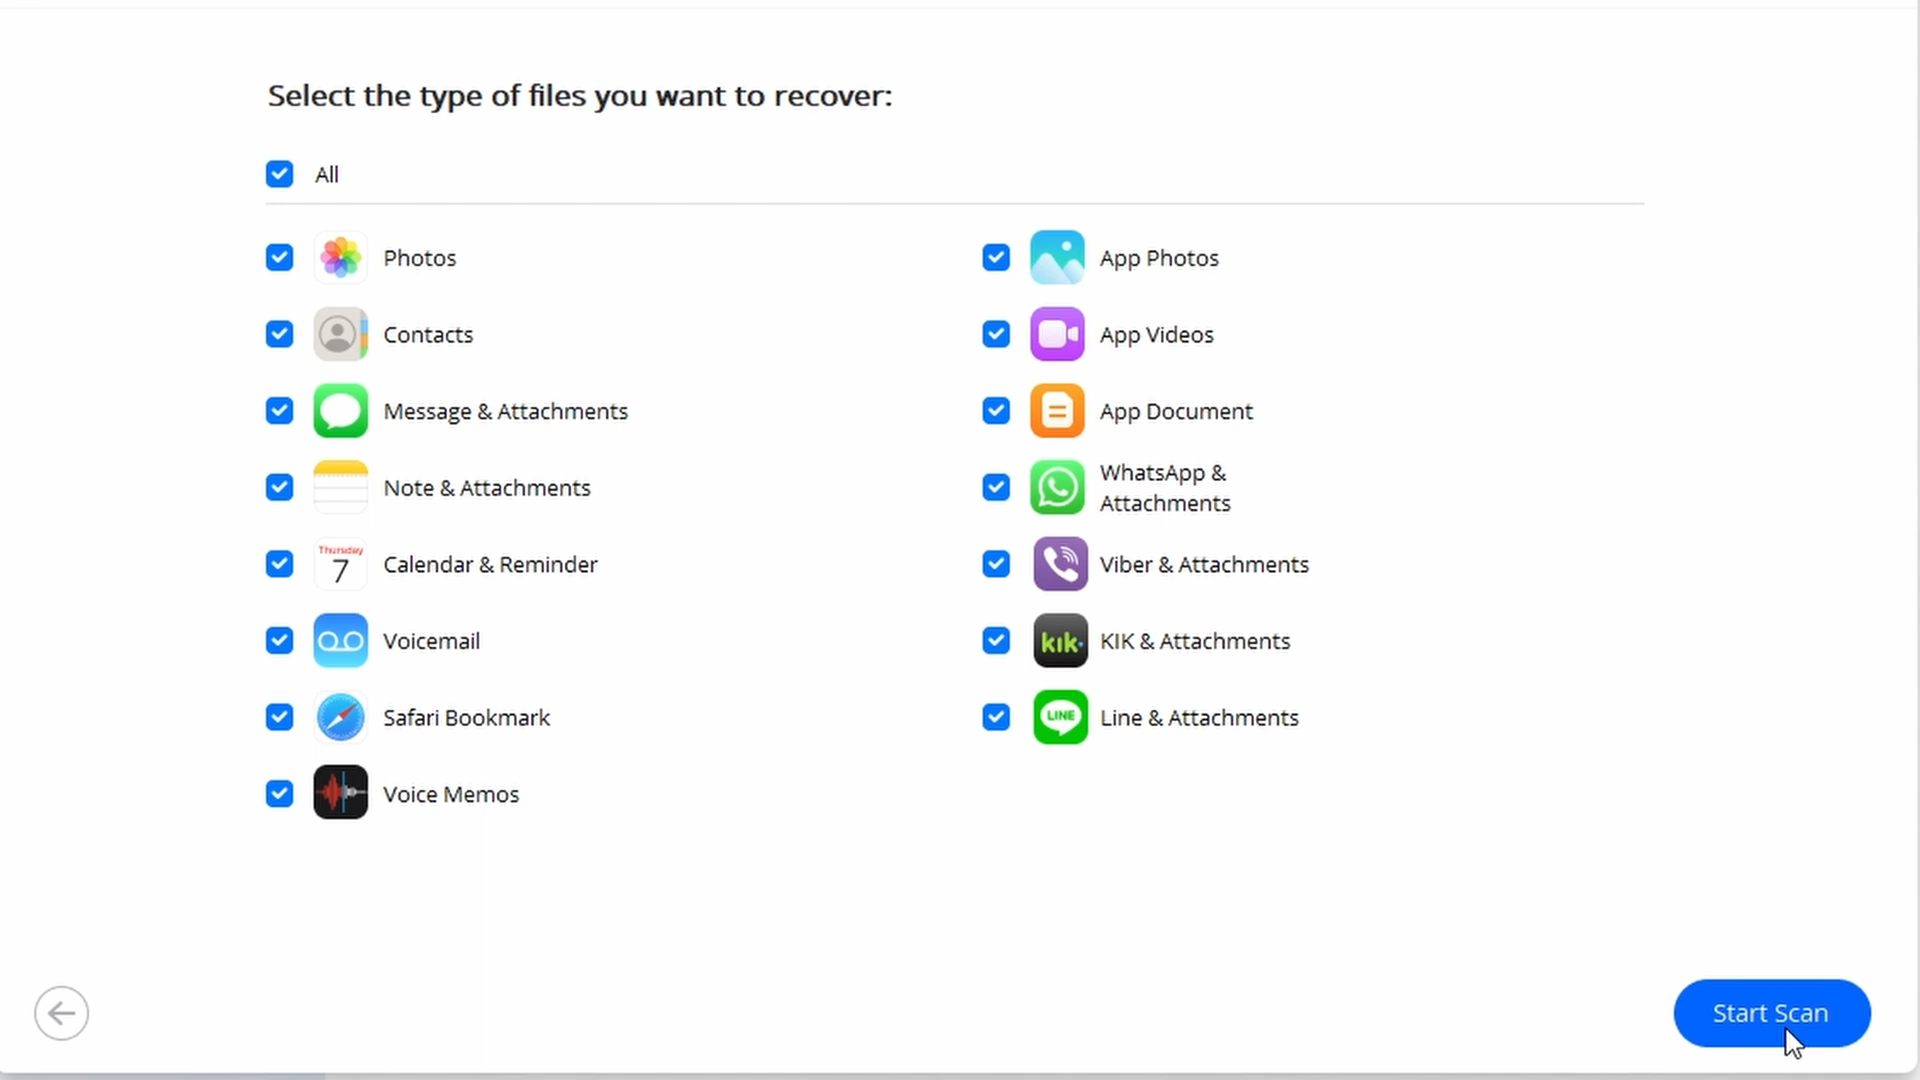 Select the type of files you want to recover:
All
Photos
Contacts
Message & Attachments
Note & Attachments
Thursday
7
Calendar & Reminder
Voicemail
Safari Bookmark
Voice Memos
App Photos
App Videos
App Document
WhatsApp &
Attachments
Viber & Attachments
kik
KIK & Attachments
LINE
Line & Attachments
Start Scan